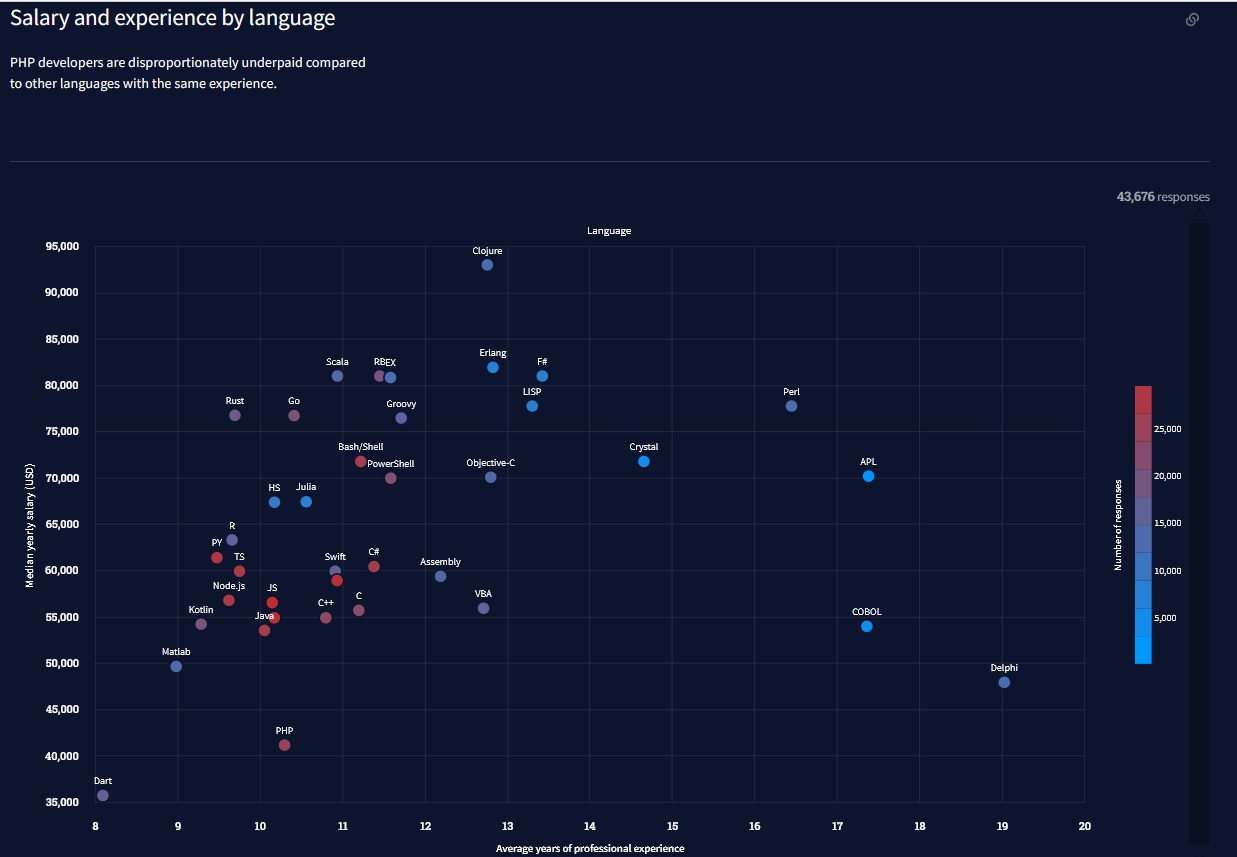 Salary and experience by language
PHP developers are disproportionately underpaid compared
to other languages with the same experience.
43,676 responses
Language
95,000
90,000
85,000
80,000
75,000
70,000
65,000
60,000
55,000
50,000
45,000
40,000
35,000
Median yearly salary (USD)
Clojure
Erlang
F#
Scala
RB
EX
LISP
Perl
Rust
Go
Groovy
Bash/Shell
PowerShell
Objective-C
Crystal
APL
HS
Julia
R
PY
TS
Swift
C#
Assembly
Node.js
JS
VBA
Kotlin
Java
C++
C
COBOL
Matlab
Delphi
PHP
Dart
8
9
10
11
12
13
14
15
16
17
18
19
20
Average years of professional experience
Number of responses
25,000
20,000
15,000
10,000
5,000